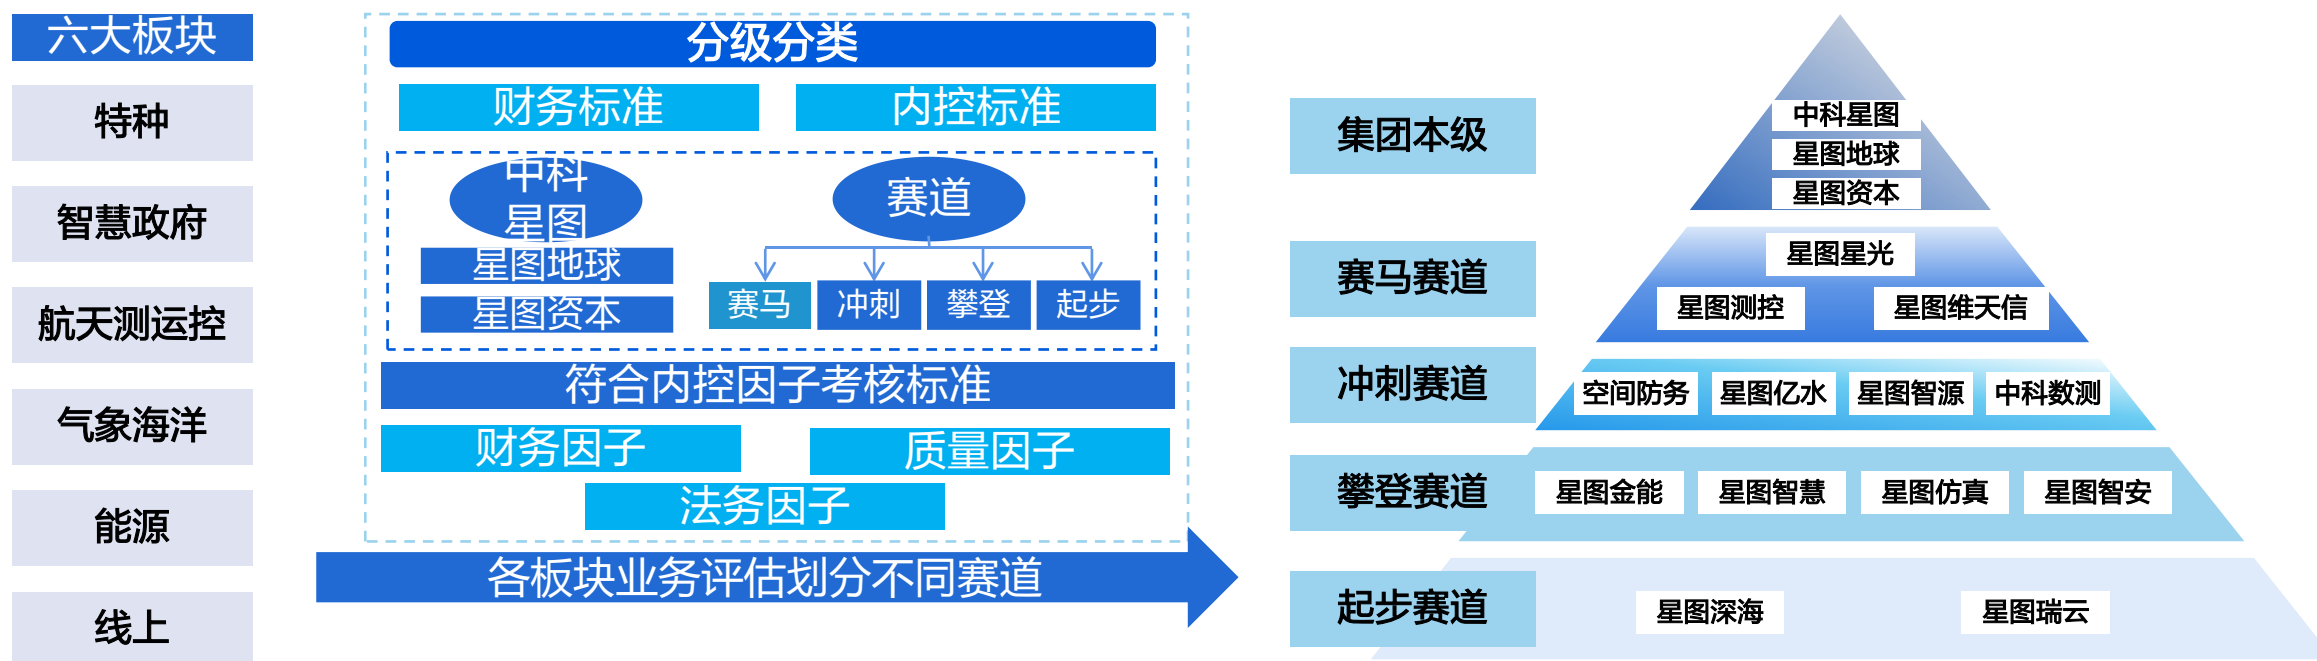 六大板块
特种
智慧政府
航天测运控
气象海洋
能源
线上
分级分类
财务标准
内控标准
中科
星图
星图地球
星图资本
赛道
赛马
冲刺
攀登
起步
符合内控因子考核标准
财务因子
质量因子
法务因子
各板块业务评估划分不同赛道
集团本级
中科星图
星图地球
星图资本
赛马赛道
星图星光
星图测控
星图维天信
冲刺赛道
空间防务
星图亿水
星图智源
中科数测
攀登赛道
星图金能
星图智慧
星图仿真
星图智安
起步赛道
星图深海
星图瑞云